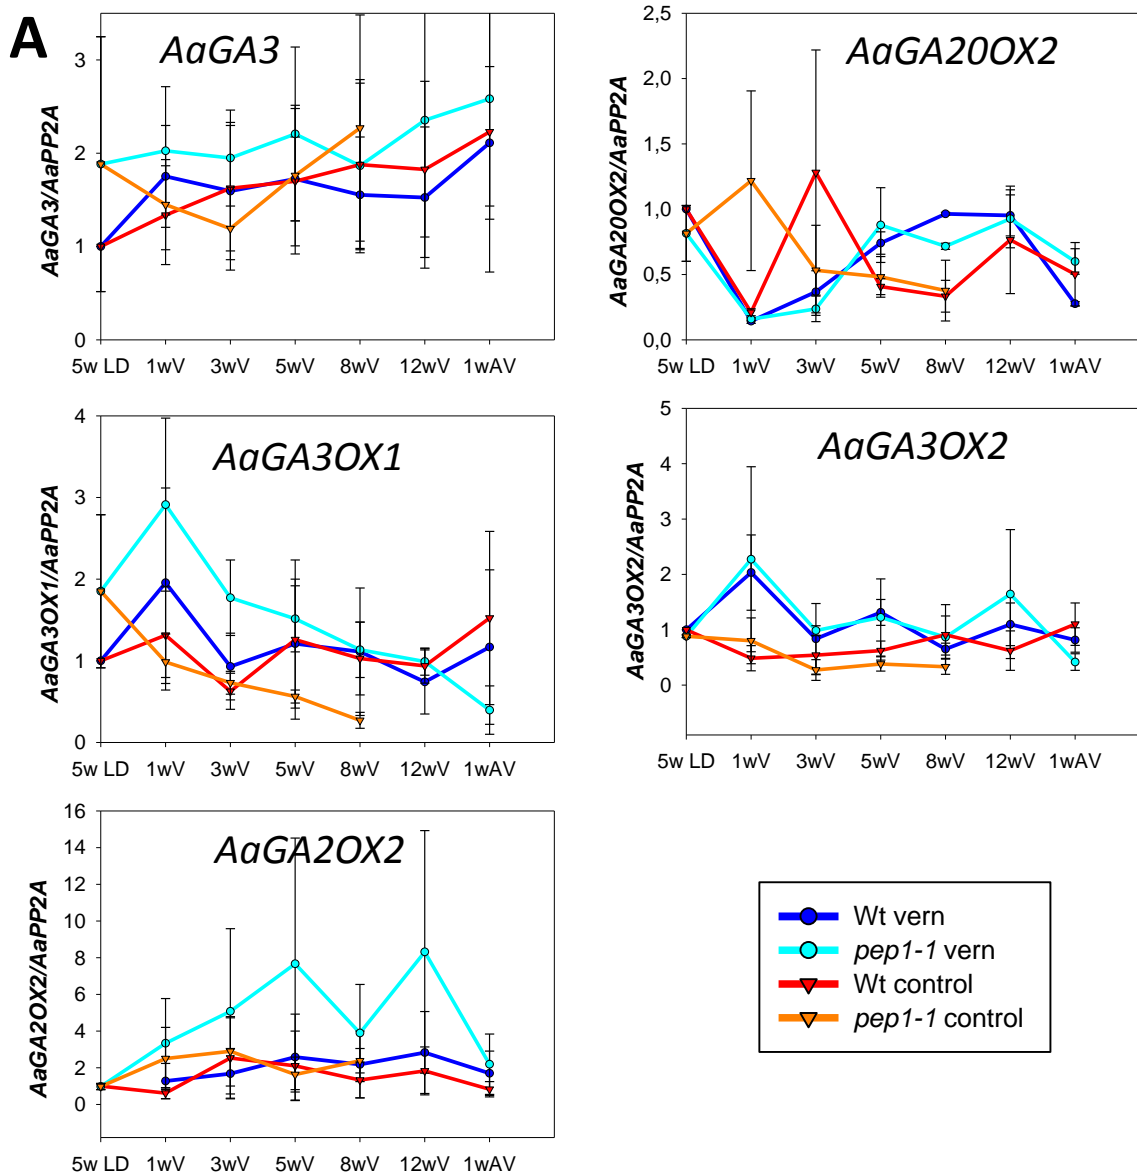 A
AaGA3
AaGA3/AaPP2A
3
2
1
0
5w LD 1wV 3wV 5wV 8wV 12wV 1wAV
AaGA20OX2
AaGA20OX2/AaPP2A
2,5
2,0
1,5
1,0
0,5
0,0
5w LD 1wV 3wV 5wV 8wV 12wV 1wAV
AaGA3OX1
AaGA3OX1/AaPP2A
4
3
2
1
0
5w LD 1wV 3wV 5wV 8wV 12wV 1wAV
AaGA3OX2
AaGA3OX2/AaPP2A
5
4
3
2
1
0
5w LD 1wV 3wV 5wV 8wV 12wV 1wAV
AaGA2OX2
AaGA2OX2/AaPP2A
16
14
12
10
8
6
4
2
0
5w LD 1wV 3wV 5wV 8wV 12wV 1wAV
Wt vern
pep1-1 vern
Wt control
pep1-1 control